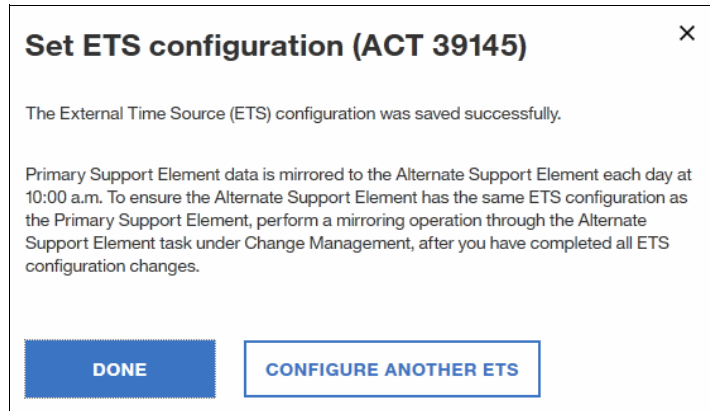 Set ETS configuration (ACT 39145)
The External Time Source (ETS) configuration was saved successfully.
Primary Support Element data is mirrored to the Alternate Support Element each day at
10:00 a.m. To ensure the Alternate Support Element has the same ETS configuration as
the Primary Support Element, perform a mirroring operation through the Alternate
Support Element task under Change Management, after you have completed all ETS
configuration changes.
DONE
CONFIGURE ANOTHER ETS